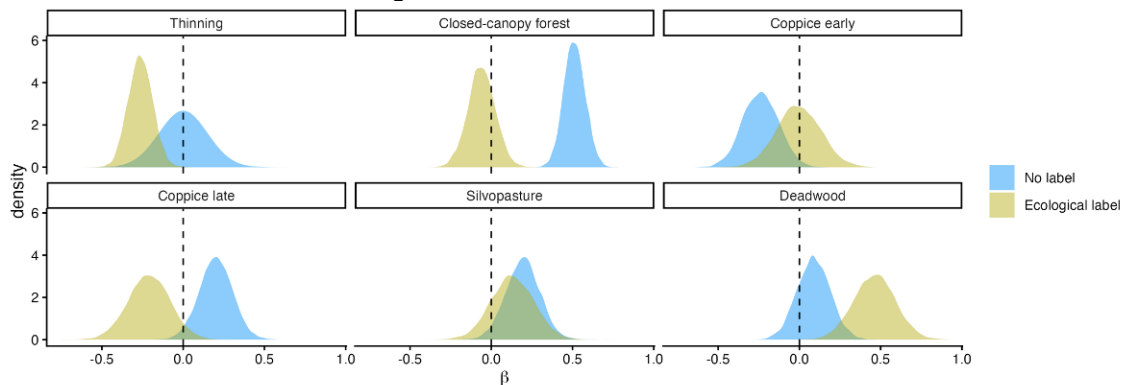 Thinning
Closed-canopy forest
Coppice early
6
4
2
0
density
Coppice late
Silvopasture
Deadwood
6
4
2
0
-0.5 0.0 0.5 1.0
-0.5 0.0 0.5 1.0
-0.5 0.0 0.5 1.0
β
No label
Ecological label